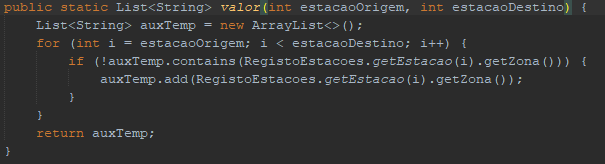 public static List<String> valor(int estacaoOrigem, int estacaoDestino) {
    List<String> auxTemp = new ArrayList<>();
    for (int i = estacaoOrigem; i < estacaoDestino; i++) {
        if (!auxTemp.contains(RegistoEstacoes.getEstacao(i).getZona())) {
            auxTemp.add(RegistoEstacoes.getEstacao(i).getZona());
        }
    }
    return auxTemp;
}